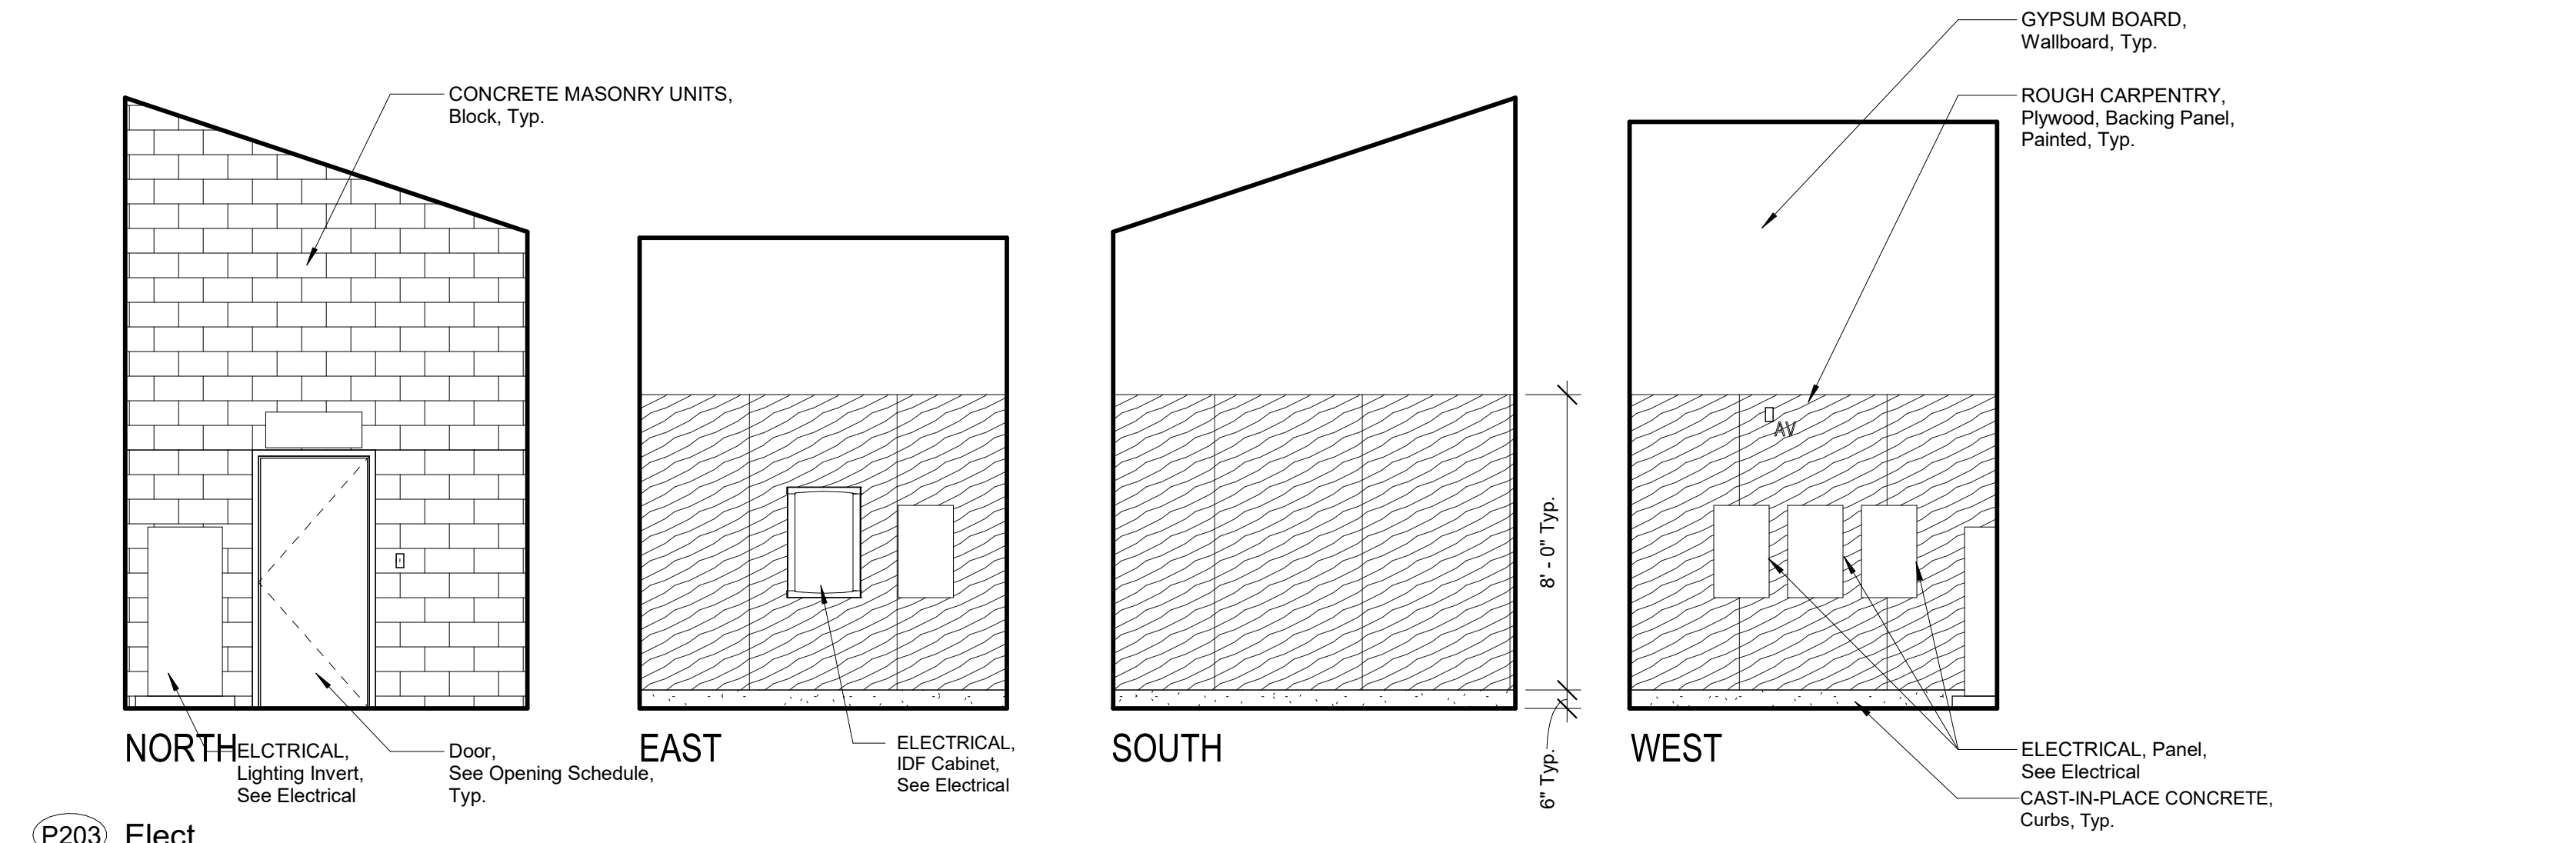 GYPSUM BOARD,
Wallboard, Typ.
CONCRETE MASONRY UNITS,
Block, Typ.
ROUGH CARPENTRY,
Plywood, Backing Panel,
Painted, Typ.
AV
8' - 0" Typ.
6" Typ.
NORTH
EAST
SOUTH
WEST
ELCTRICAL,
Lighting Invert,
See Electrical
Door,
See Opening Schedule,
Typ.
ELECTRICAL,
IDF Cabinet,
See Electrical
ELECTRICAL, Panel,
See Electrical
CAST-IN-PLACE CONCRETE,
Curbs, Typ.
P203 Elect